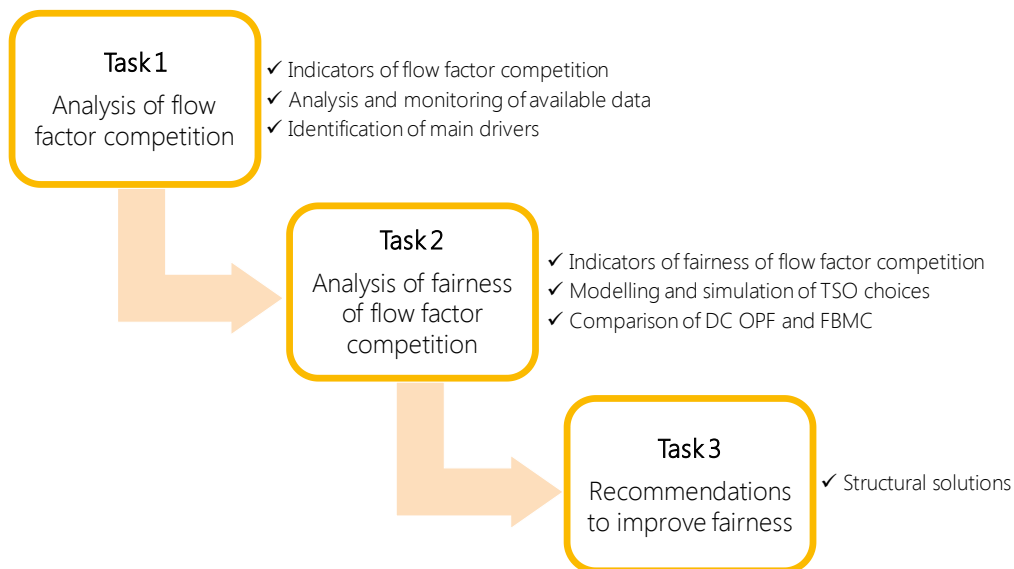 Task 1
Analysis of flow
factor competition
✓ Indicators of flow factor competition
✓ Analysis and monitoring of available data
✓ Identification of main drivers
Task 2
Analysis of fairness
of flow factor
competition
✓ Indicators of fairness of flow factor competition
✓ Modelling and simulation of TSO choices
✓ Comparison of DC OPF and FBMC
Task 3
Recommendations
to improve fairness
✓ Structural solutions